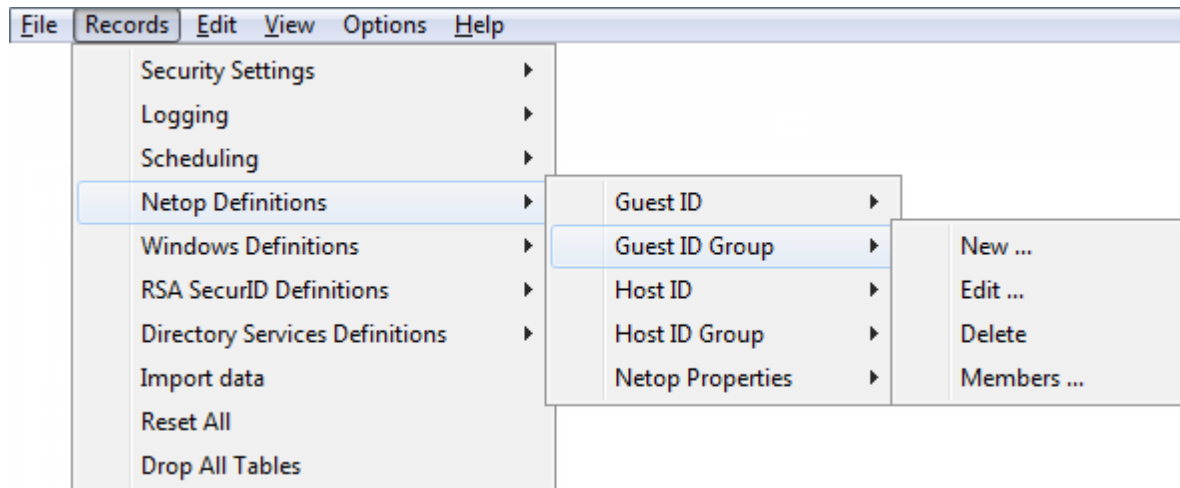 File Records Edit View Options Help
Security Settings
Logging
Scheduling
Netop Definitions
Windows Definitions
RSA SecurID Definitions
Directory Services Definitions
Import data
Reset All
Drop All Tables
Guest ID
Guest ID Group
Host ID
Host ID Group
Netop Properties
New ...
Edit ...
Delete
Members ...